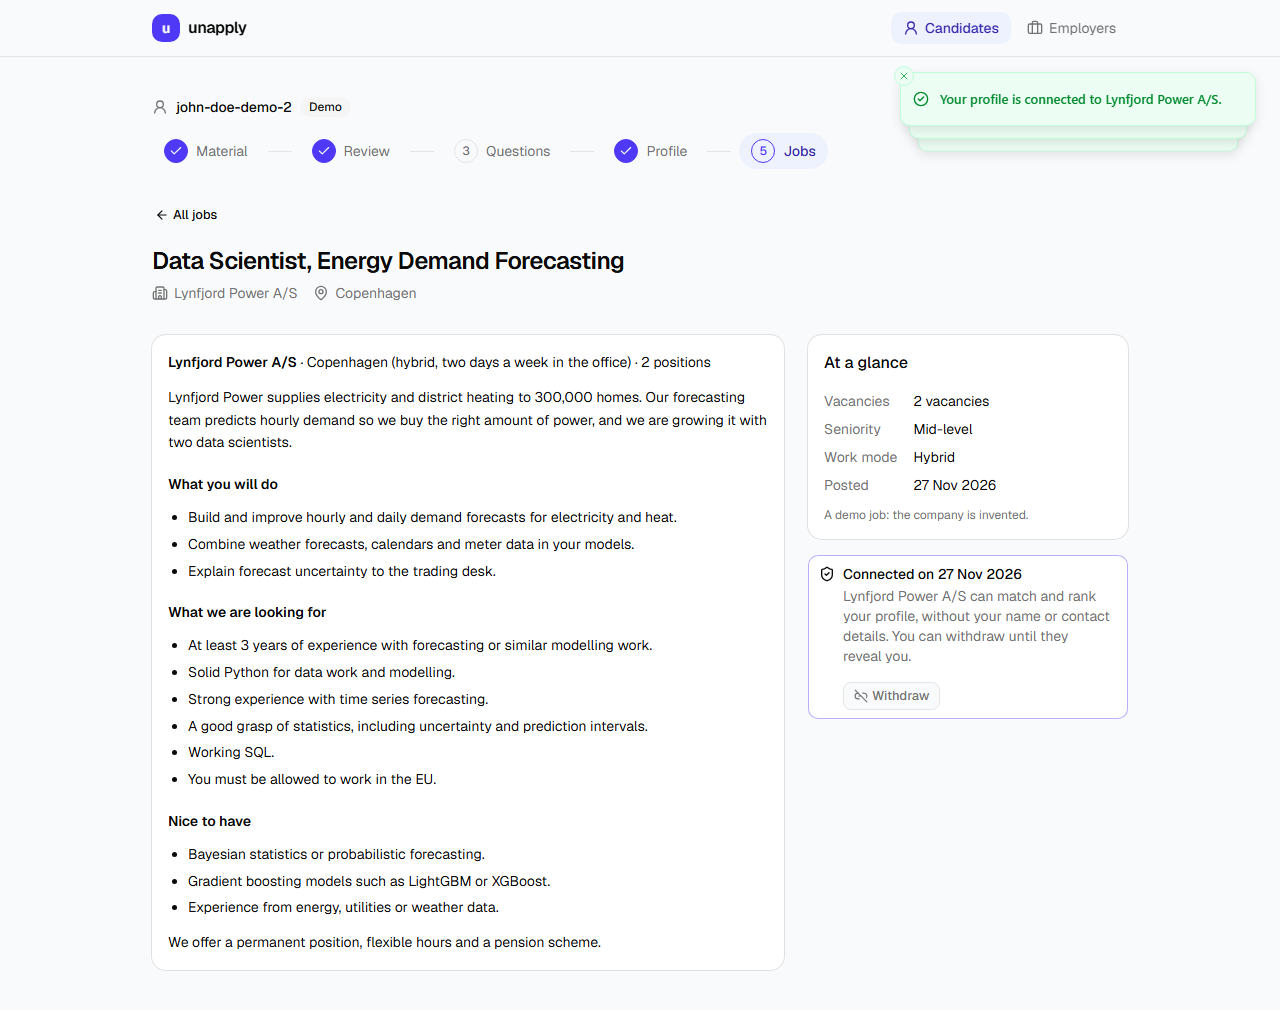 u unapply
Candidates
Employers
Your profile is connected to Lynfjord Power A/S.
john-doe-demo-2 Demo
Material
Review
3 Questions
Profile
5 Jobs
All jobs
Data Scientist, Energy Demand Forecasting
Lynfjord Power A/S Copenhagen
Lynfjord Power A/S · Copenhagen (hybrid, two days a week in the office) · 2 positions
Lynfjord Power supplies electricity and district heating to 300,000 homes. Our forecasting
team predicts hourly demand so we buy the right amount of power, and we are growing it with
two data scientists.
What you will do
• Build and improve hourly and daily demand forecasts for electricity and heat.
• Combine weather forecasts, calendars and meter data in your models.
• Explain forecast uncertainty to the trading desk.
What we are looking for
• At least 3 years of experience with forecasting or similar modelling work.
• Solid Python for data work and modelling.
• Strong experience with time series forecasting.
• A good grasp of statistics, including uncertainty and prediction intervals.
• Working SQL.
• You must be allowed to work in the EU.
Nice to have
• Bayesian statistics or probabilistic forecasting.
• Gradient boosting models such as LightGBM or XGBoost.
• Experience from energy, utilities or weather data.
We offer a permanent position, flexible hours and a pension scheme.
At a glance
Vacancies 2 vacancies
Seniority Mid-level
Work mode Hybrid
Posted 27 Nov 2026
A demo job: the company is invented.
Connected on 27 Nov 2026
Lynfjord Power A/S can match and rank
your profile, without your name or contact
details. You can withdraw until they
reveal you.
Withdraw